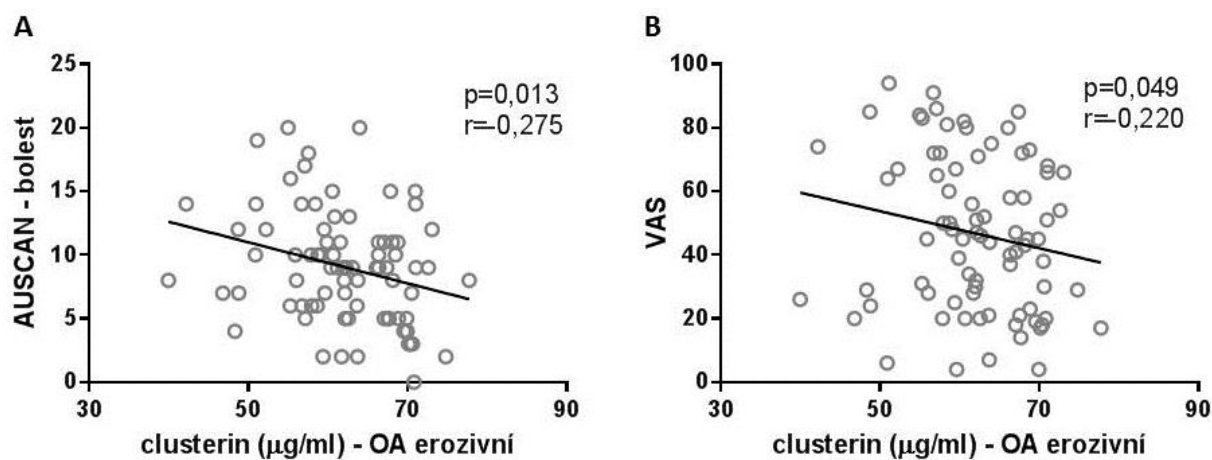 A
AUSCAN - bolest
25
20
15
10
5
0
p=0,013
r=-0,275
30 50 70 90
clusterin (μg/ml) - OA erozivní
B
VAS
100
80
60
40
20
0
p=0,049
r=-0,220
30 50 70 90
clusterin (μg/ml) - OA erozivní